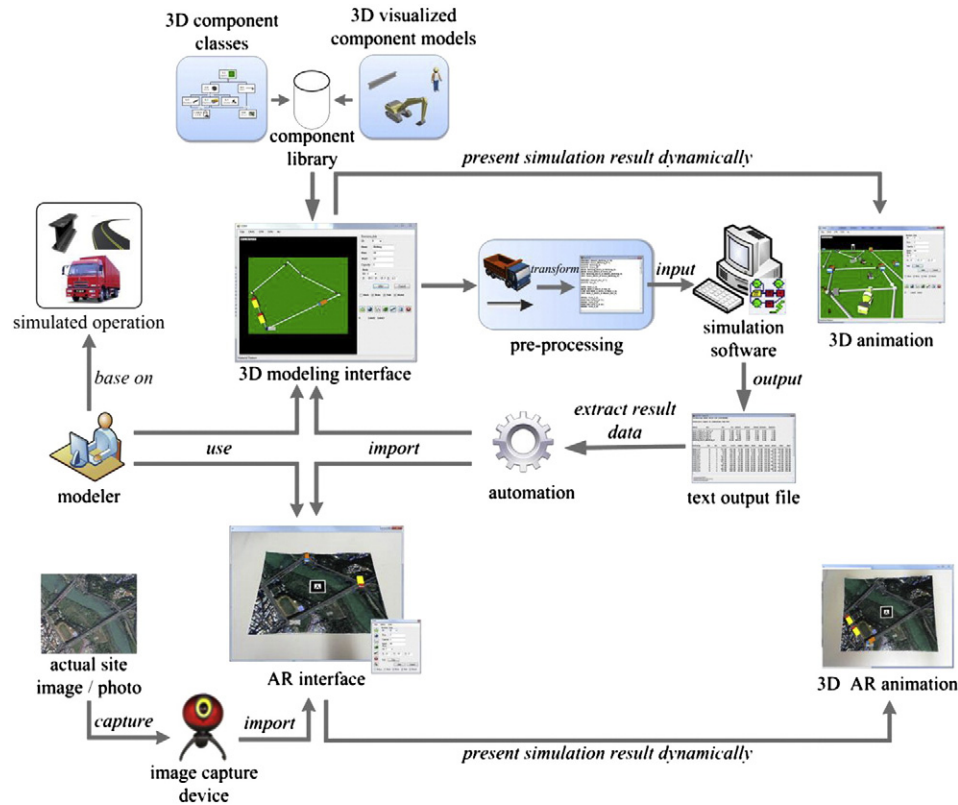 3D component
classes
3D visualized
component models
component
library
present simulation result dynamically
simulated operation
base on
modeler
3D modeling interface
transform
pre-processing
input
simulation
software
3D animation
output
extract result
data
text output file
automation
use
import
AR interface
actual site
image / photo
capture
image capture
device
import
present simulation result dynamically
3D AR animation